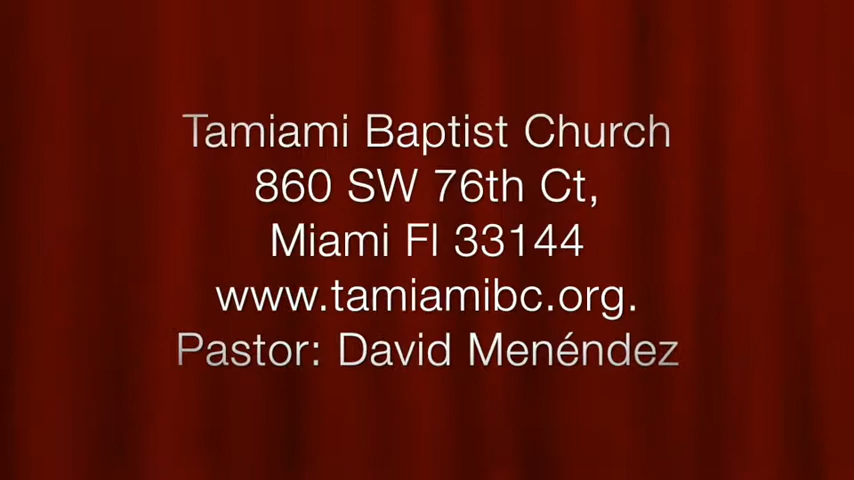 Tamiami Baptist Church
860 SW 76th Ct,
Miami Fl 33144
www.tamiamibc.org.
Pastor: David Menéndez